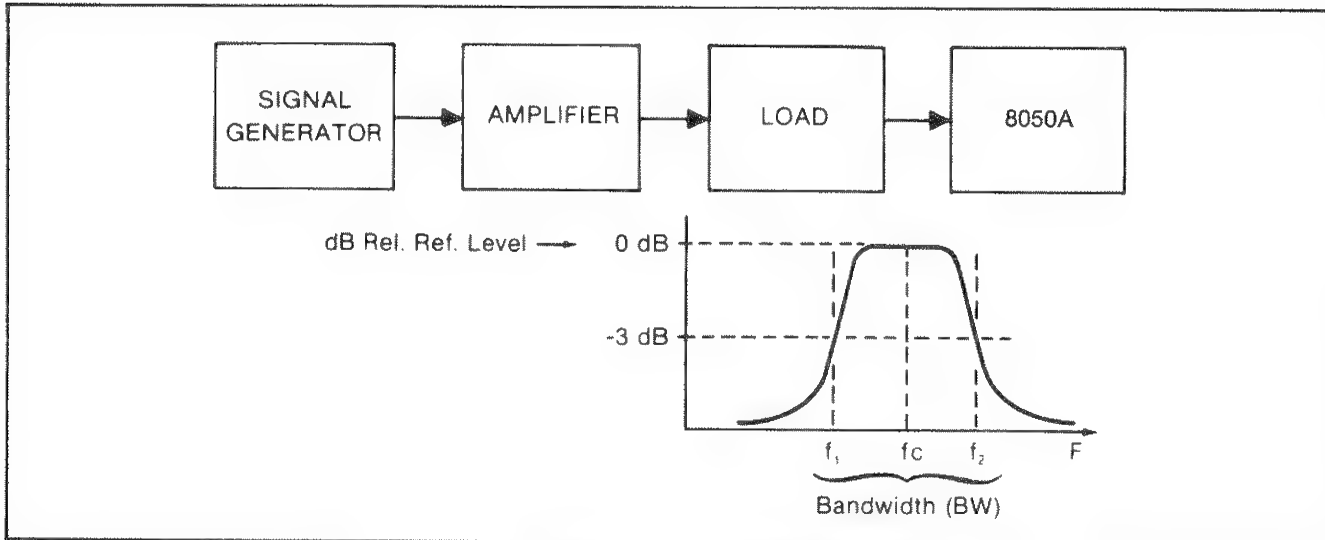 SIGNAL
GENERATOR
AMPLIFIER
LOAD
8050A
dB Rel. Ref. Level
0 dB
-3 dB
f₁
fc
f₂
F
Bandwidth (BW)